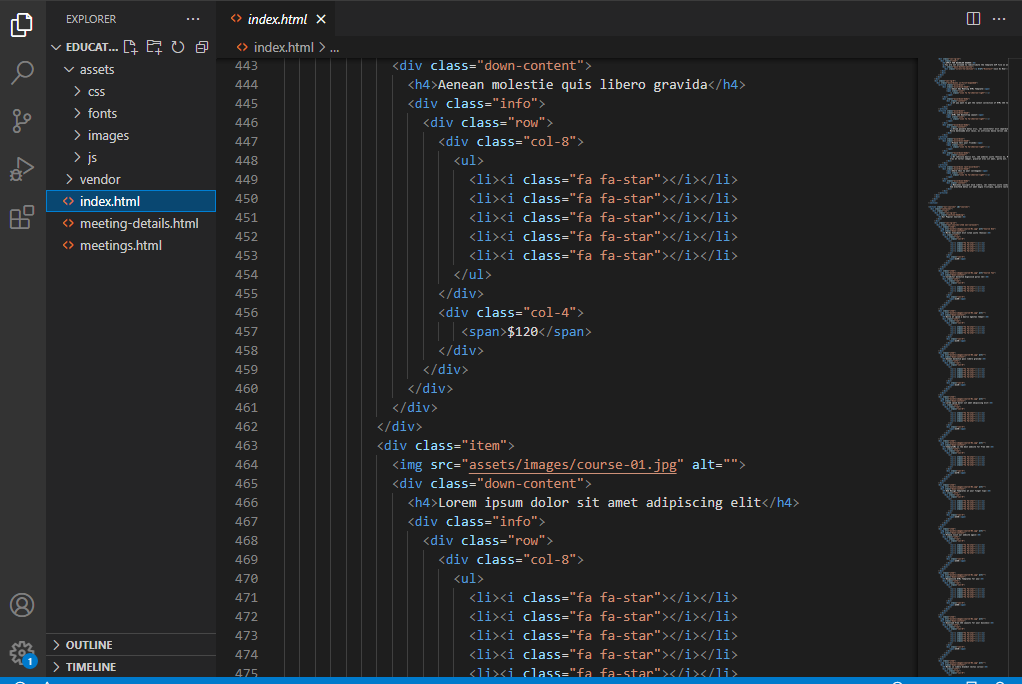 EXPLORER
EDUCAT...
assets
css
fonts
images
js
vendor
index.html
meeting-details.html
meetings.html
OUTLINE
TIMELINE
1
index.html
index.html > ...
443 <div class="down-content">
444 <h4>Aenean molestie quis libero gravida</h4>
445 <div class="info">
446 <div class="row">
447 <div class="col-8">
448 <ul>
449 <li><i class="fa fa-star"></i></li>
450 <li><i class="fa fa-star"></i></li>
451 <li><i class="fa fa-star"></i></li>
452 <li><i class="fa fa-star"></i></li>
453 <li><i class="fa fa-star"></i></li>
454 </ul>
455 </div>
456 <div class="col-4">
457 <span>$120</span>
458 </div>
459 </div>
460 </div>
461 </div>
462 </div>
463 <div class="item">
464 <img src="assets/images/course-01.jpg" alt="">
465 <div class="down-content">
466 <h4>Lorem ipsum dolor sit amet adipiscing elit</h4>
467 <div class="info">
468 <div class="row">
469 <div class="col-8">
470 <ul>
471 <li><i class="fa fa-star"></i></li>
472 <li><i class="fa fa-star"></i></li>
473 <li><i class="fa fa-star"></i></li>
474 <li><i class="fa fa-star"></i></li>
475 <li><i class="fa fa-star"></i></li>